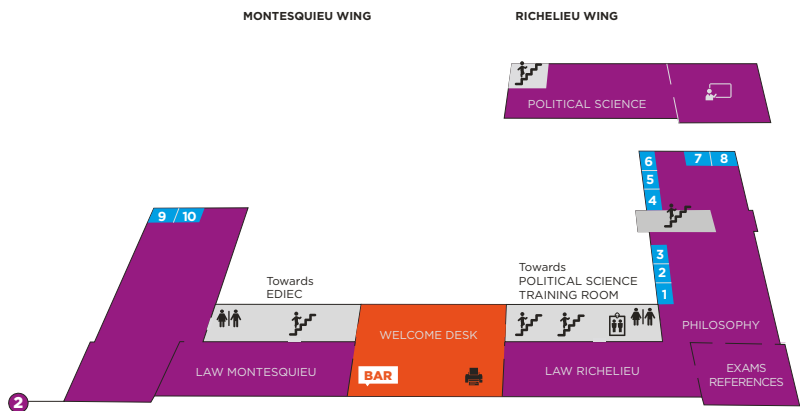 MONTESQUIEU WING
RICHELIEU WING
POLITICAL SCIENCE
6
7 / 8
5
4
9 / 10
3
2
1
Towards
EDIEC
Towards
POLITICAL SCIENCE
TRAINING ROOM
WELCOME DESK
PHILOSOPHY
LAW MONTESQUIEU
BAR
LAW RICHELIEU
EXAMS
REFERENCES
2